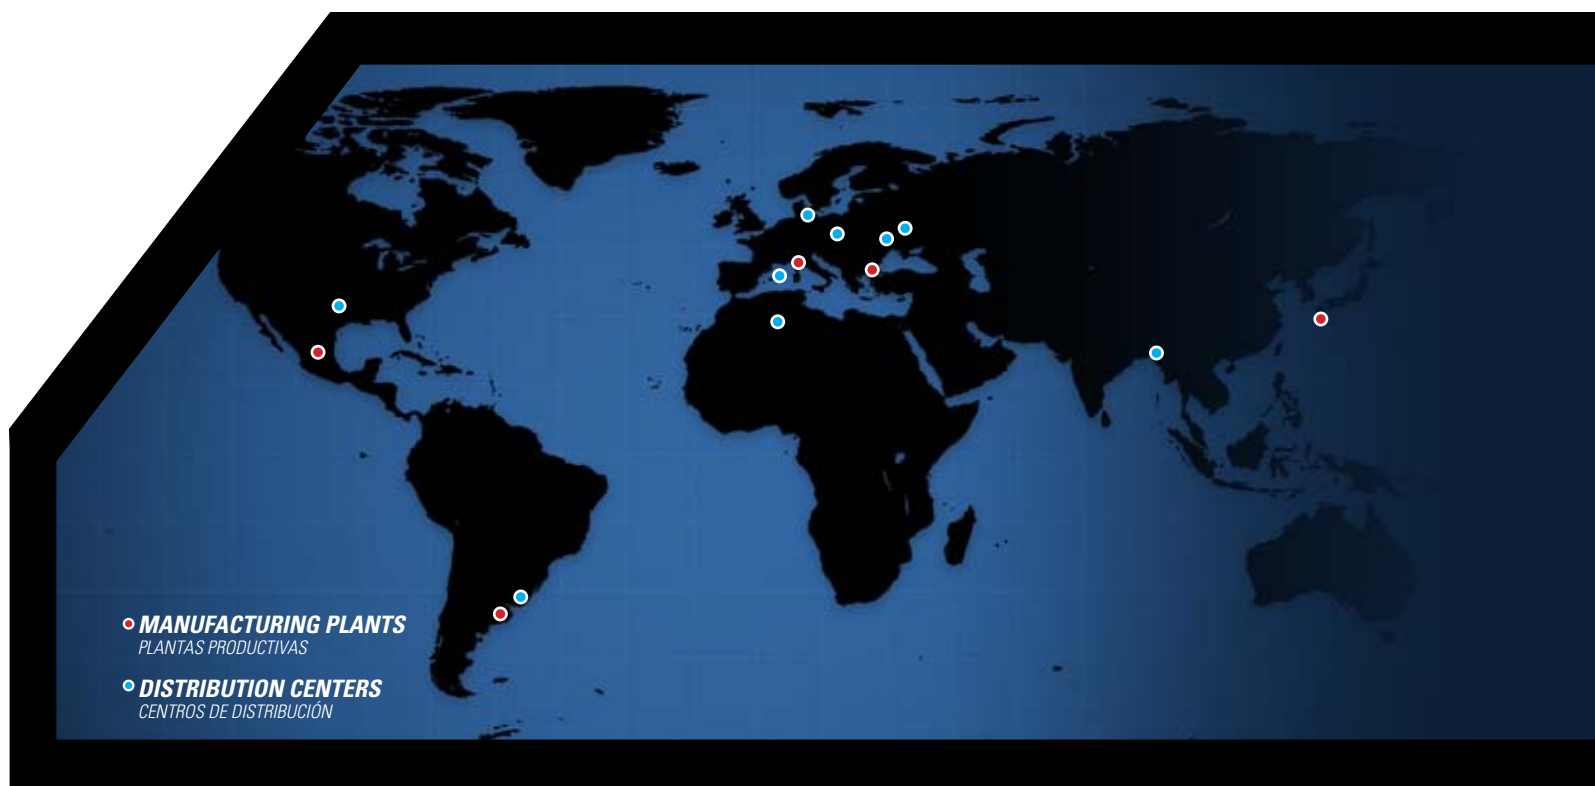 MANUFACTURING PLANTS
PLANTAS PRODUCTIVAS
DISTRIBUTION CENTERS
CENTROS DE DISTRIBUCIÓN